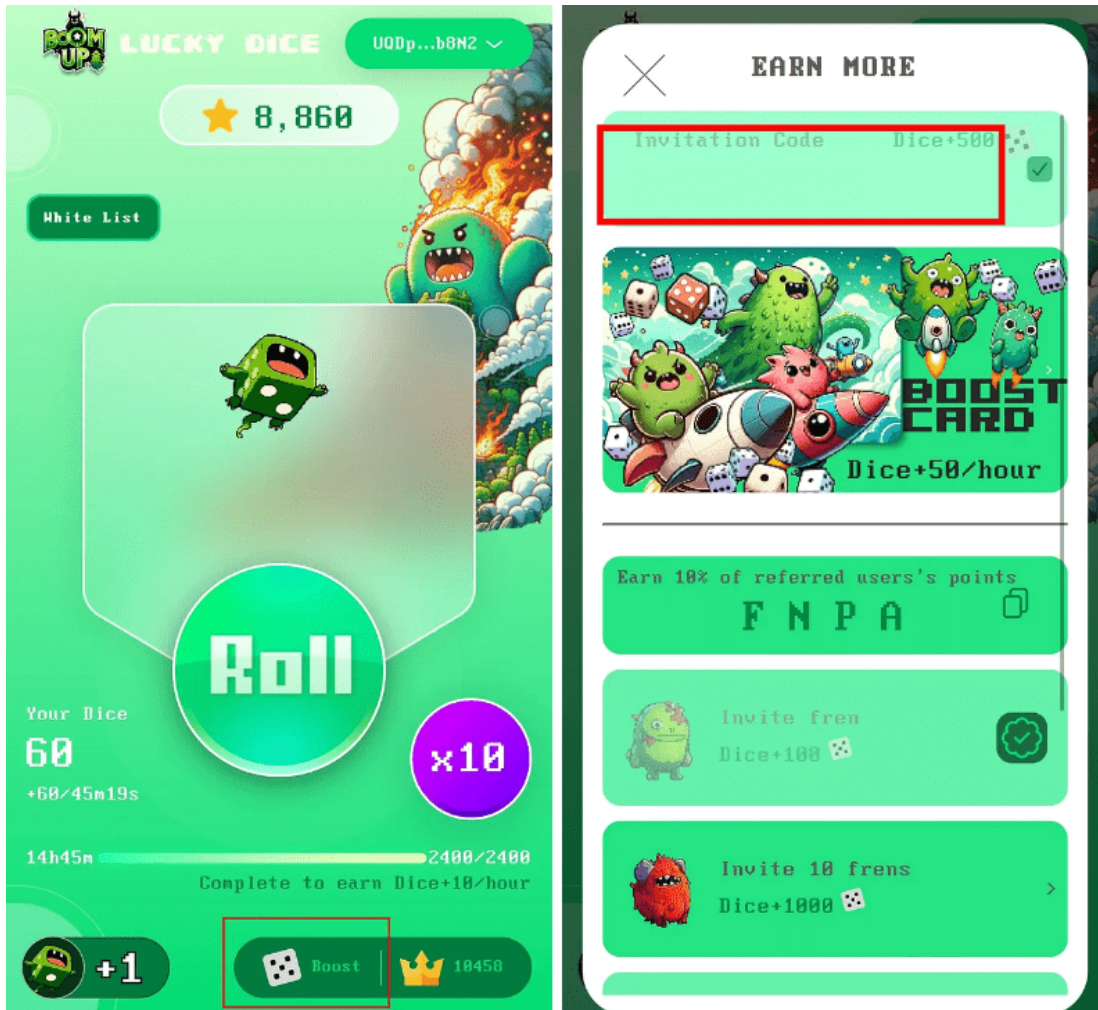 BOOM
UP!
LUCKY DICE
UQDp...b8N2
8,860
White List
Roll
Your Dice
60
+60/45m19s
x10
14h45m
2400/2400
Complete to earn Dice+10/hour
+1
Boost
10458
EARN MORE
Invitation Code
Dice+500
BOOST
CARD
Dice+50/hour
Earn 10% of referred users's points
F N P A
Invite fren
Dice+100
Invite 10 frens
Dice+1000